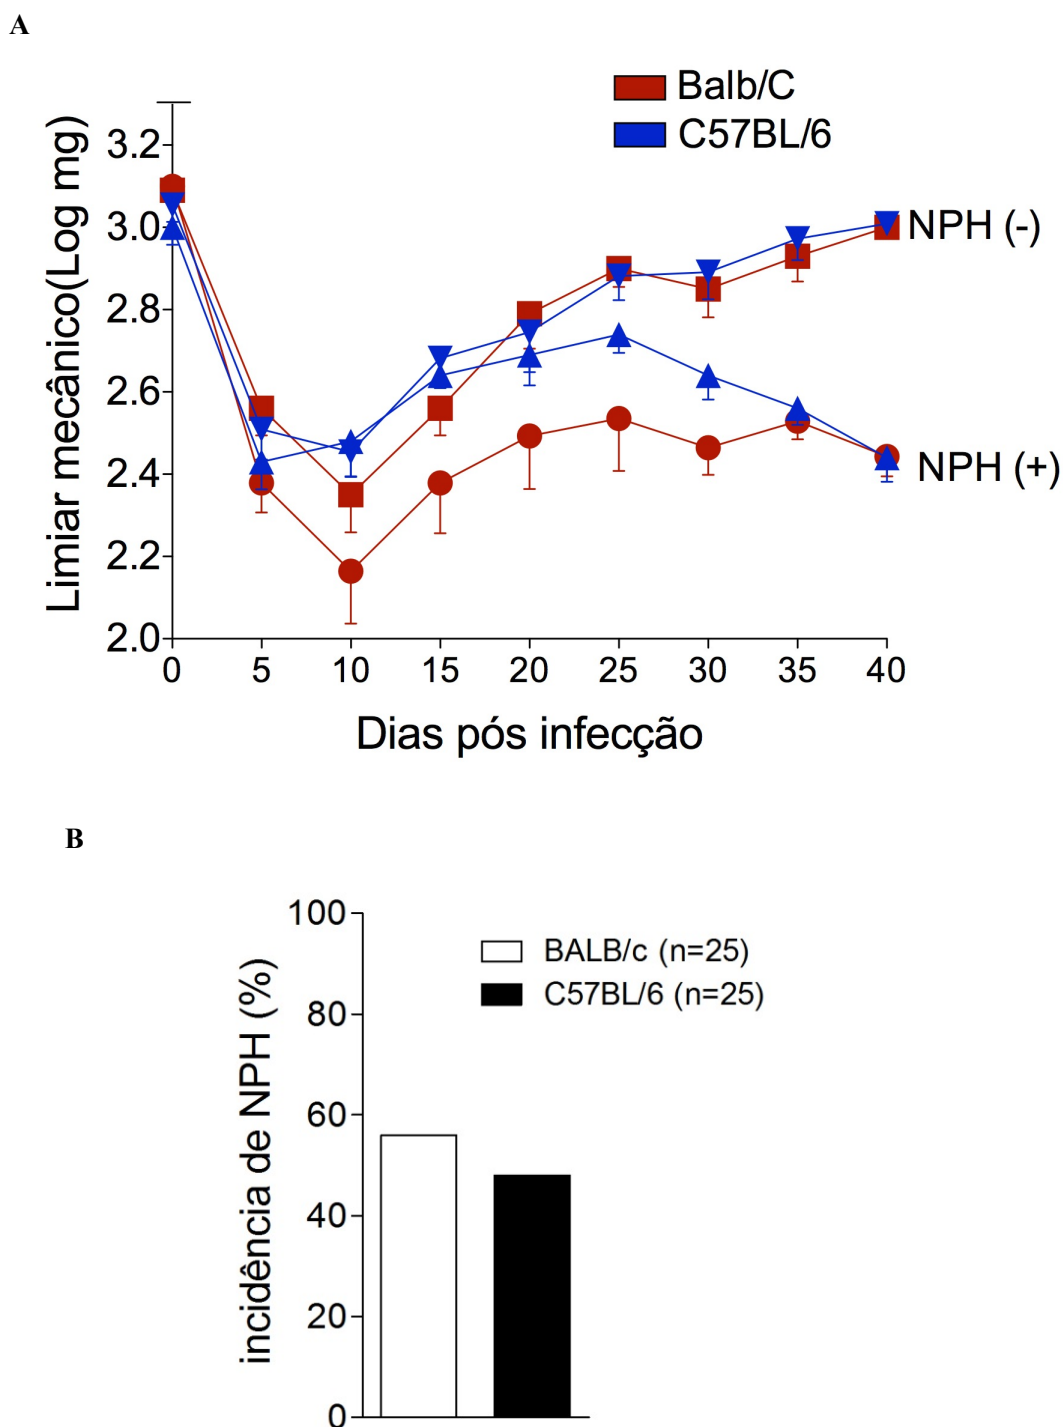 A
Balb/C
C57BL/6
Limiar mecânico(Log mg)
3.2
3.0
2.8
2.6
2.4
2.2
2.0
NPH (-)
NPH (+)
0 5 10 15 20 25 30 35 40
Dias pós infecção
B
BALB/c (n=25)
C57BL/6 (n=25)
incidência de NPH (%)
100
80
60
40
20
0